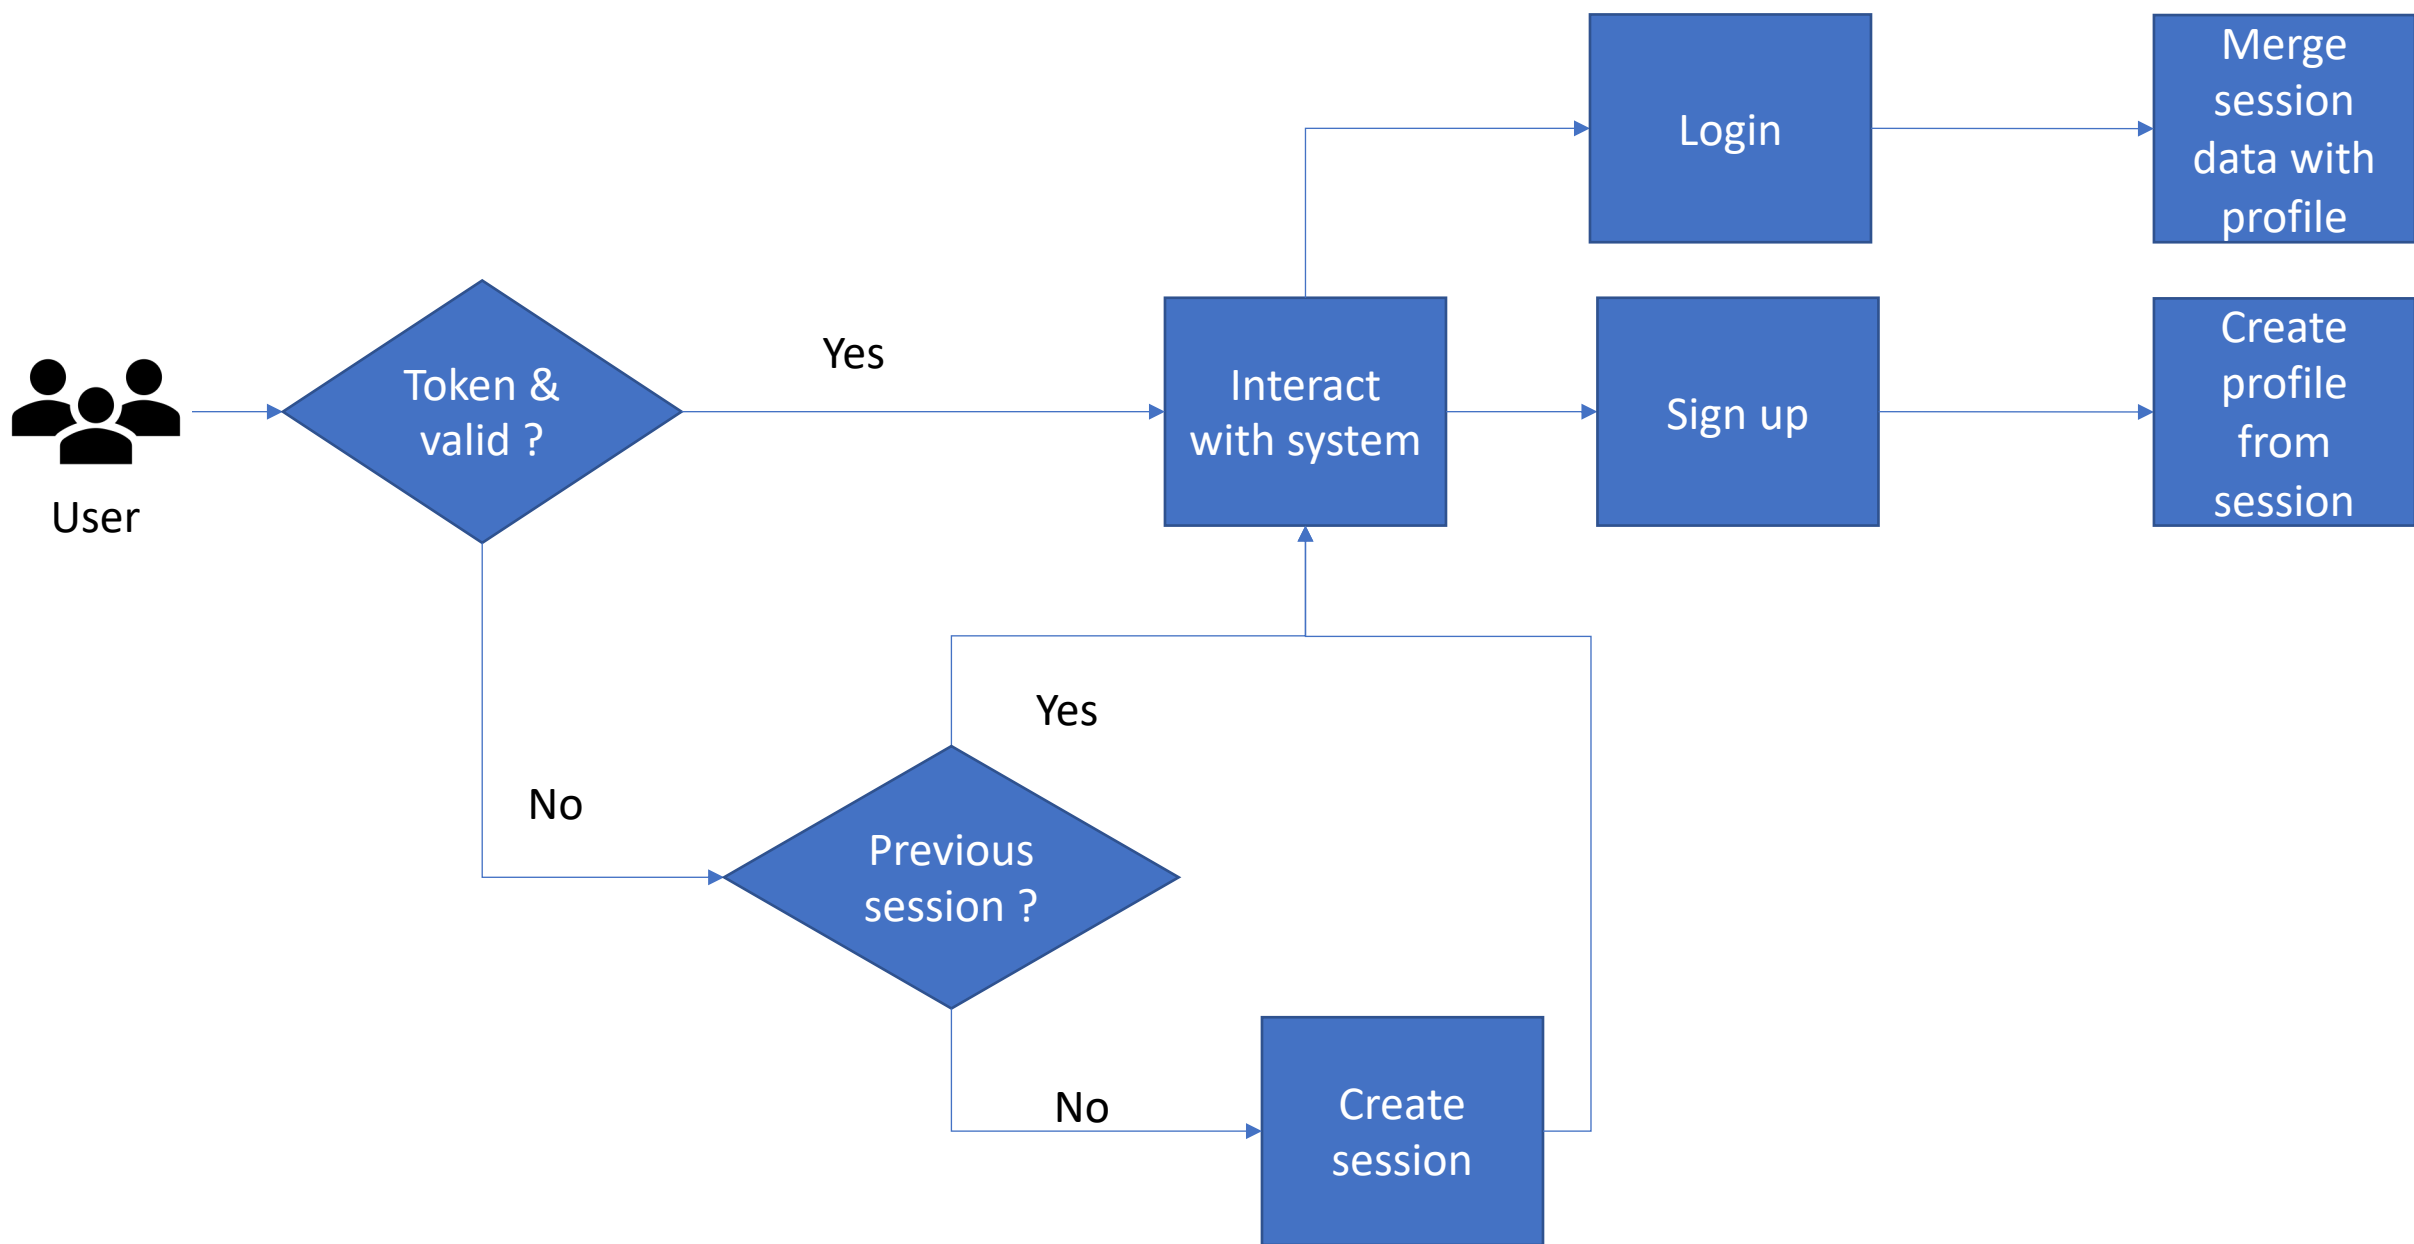 Merge
session
data with
profile
Login
Yes
Token &
valid ?
Interact
with system
Sign up
Create
profile
from
session
User
Yes
No
Previous
session ?
No
Create
session